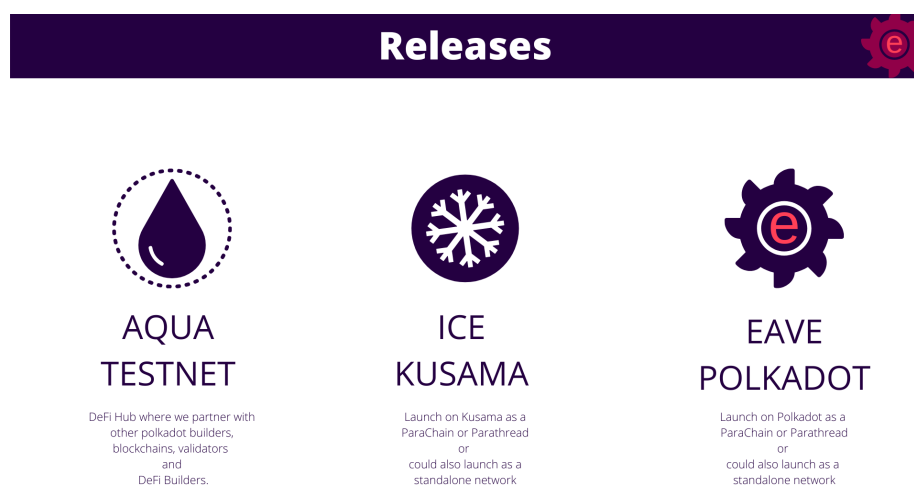 Releases
e
e
AQUA
TESTNET
DeFi Hub where we partner with
other polkadot builders,
blockchains, validators
and
DeFi Builders.
ICE
KUSAMA
Launch on Kusama as a
ParaChain or Parathread
or
could also launch as a
standalone network
EAVE
POLKADOT
Launch on Polkadot as a
ParaChain or Parathread
or
could also launch as a
standalone network